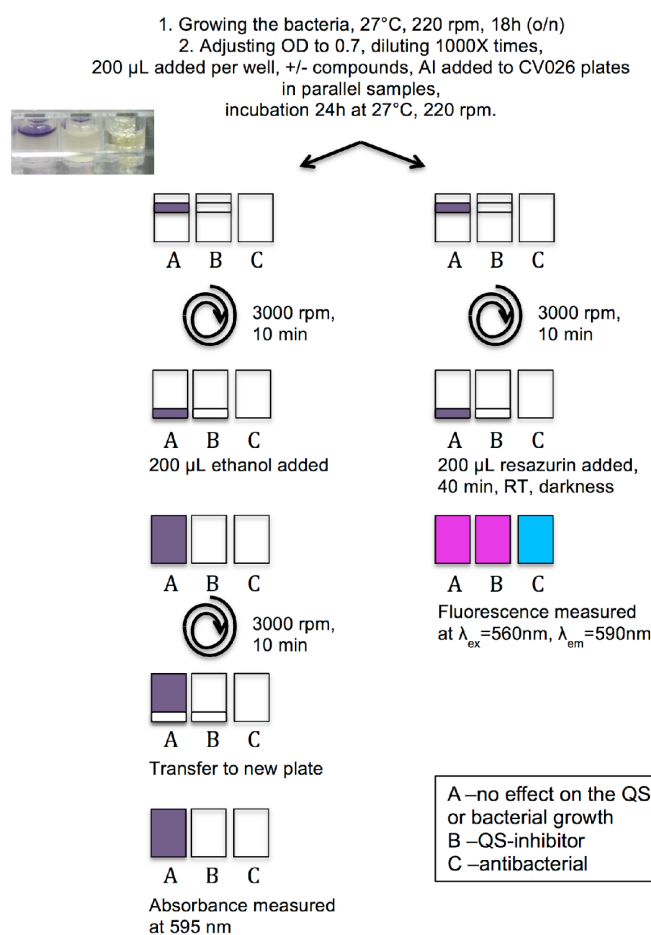 1. Growing the bacteria, 27°C, 220 rpm, 18h (o/n)
2. Adjusting OD to 0.7, diluting 1000X times,
200 µL added per well, +/- compounds, AI added to CV026 plates
in parallel samples,
incubation 24h at 27°C, 220 rpm.
A B C
3000 rpm,
10 min
A B C
200 µL ethanol added
A B C
3000 rpm,
10 min
A B C
Transfer to new plate
A B C
Absorbance measured
at 595 nm
A B C
3000 rpm,
10 min
A B C
200 µL resazurin added,
40 min, RT, darkness
A B C
Fluorescence measured
at λex=560nm, λem=590nm
A –no effect on the QS
or bacterial growth
B –QS-inhibitor
C –antibacterial